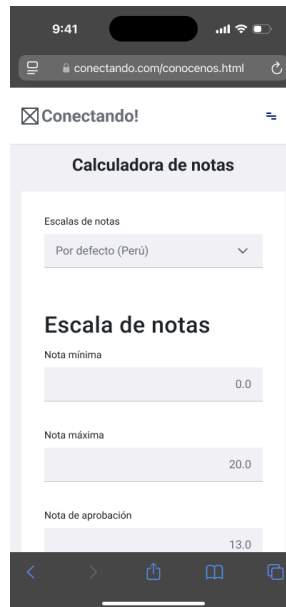 9:41
conectando.com/conocenos.html
Conectando!
Calculadora de notas
Escalas de notas
Por defecto (Perú)
Escala de notas
Nota mínima
0.0
Nota máxima
20.0
Nota de aprobación
13.0